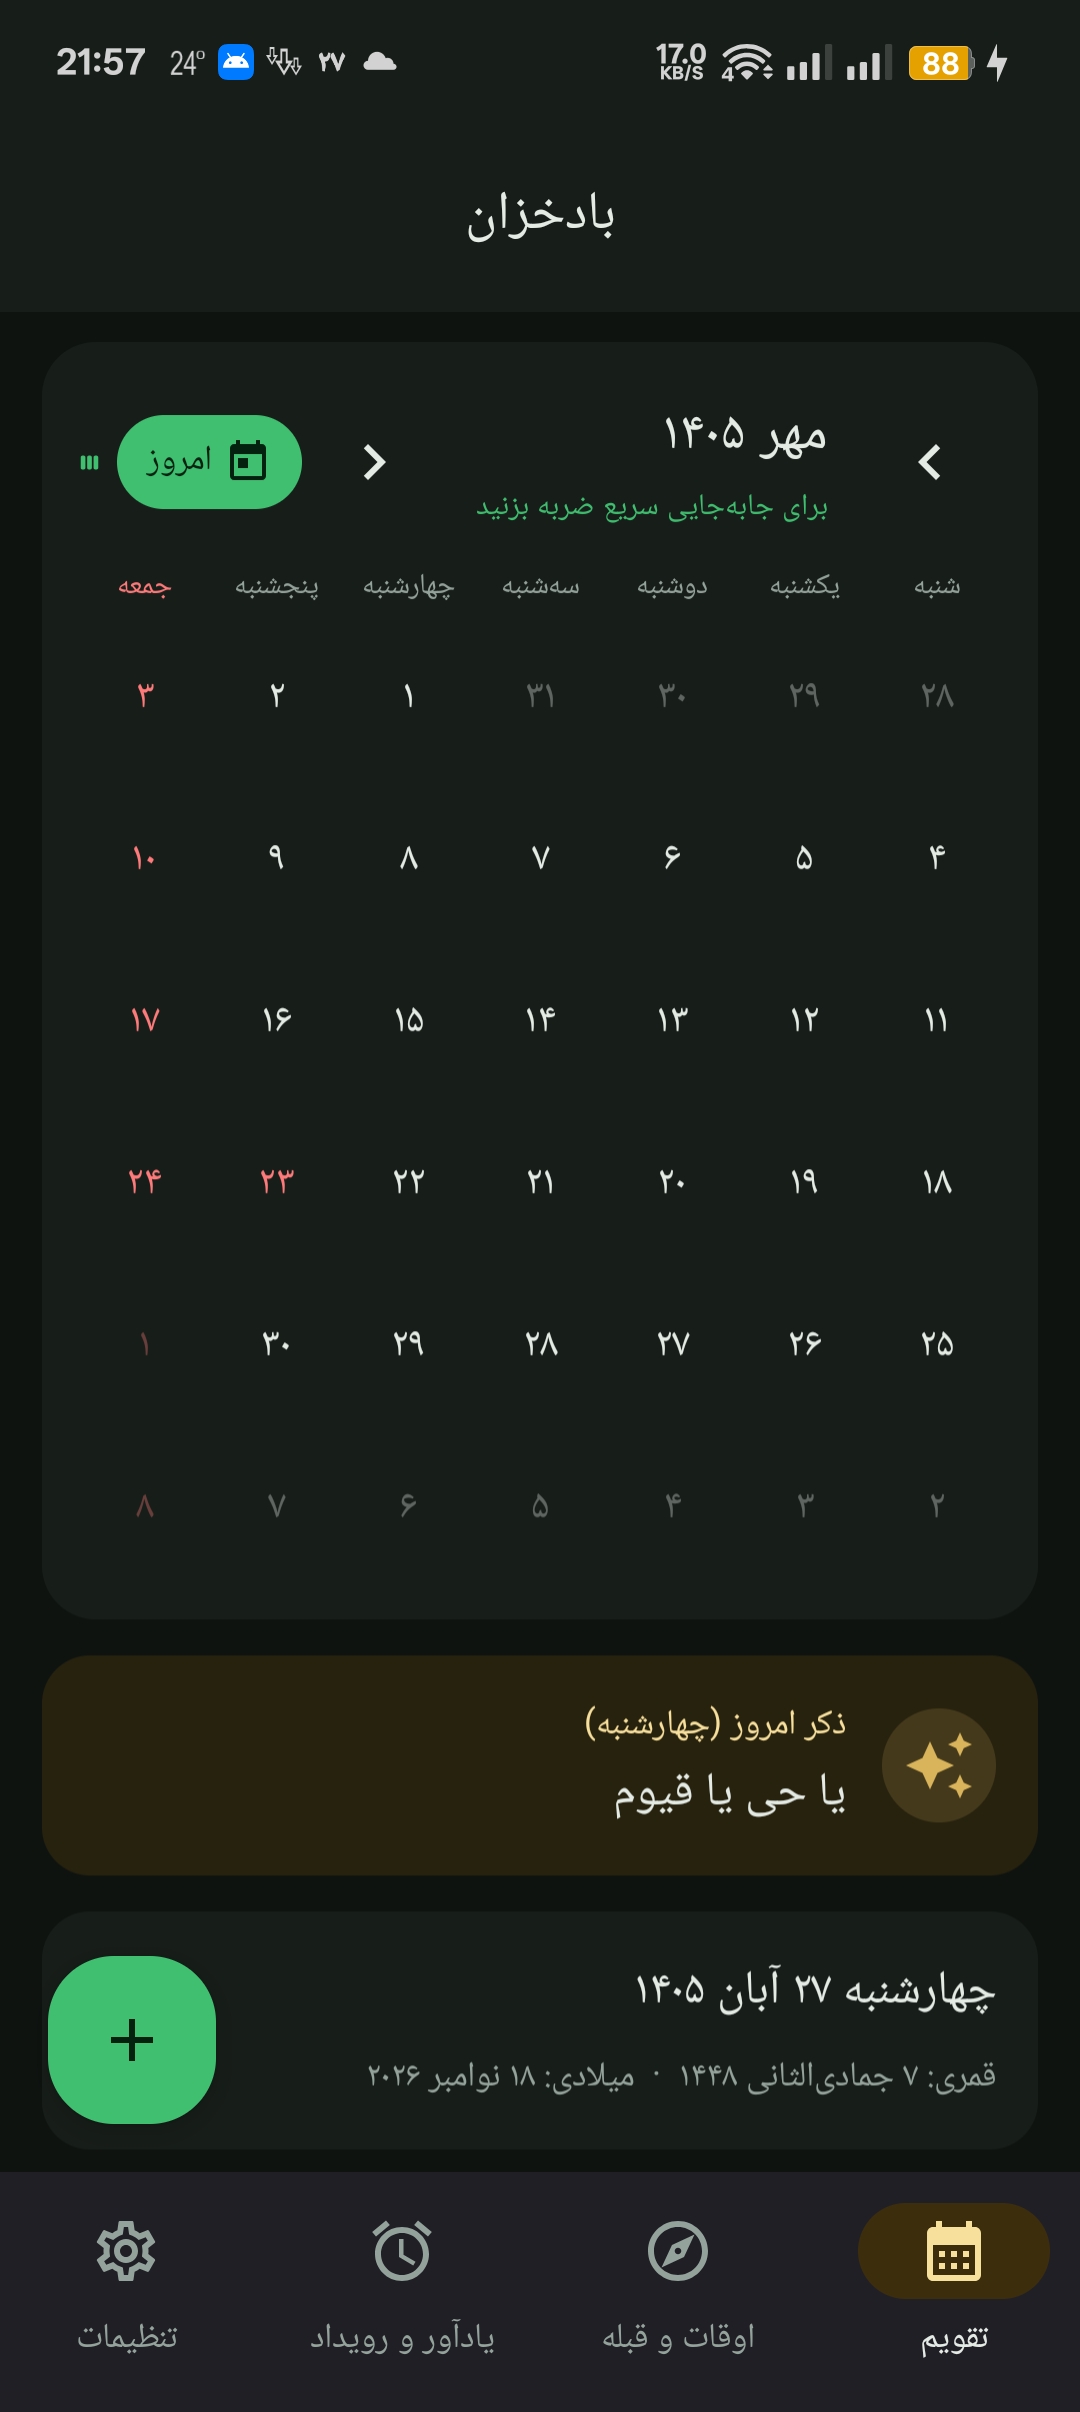 21:57 24° ۲۷ 17.0 KB/S 4 88
بادخزان
مهر ۱۴۰۵
امروز
برای جابه‌جایی سریع ضربه بزنید
شنبه یکشنبه دوشنبه سه‌شنبه چهارشنبه پنجشنبه جمعه
۲۸ ۲۹ ۳۰ ۳۱ ۱ ۲ ۳
۴ ۵ ۶ ۷ ۸ ۹ ۱۰
۱۱ ۱۲ ۱۳ ۱۴ ۱۵ ۱۶ ۱۷
۱۸ ۱۹ ۲۰ ۲۱ ۲۲ ۲۳ ۲۴
۲۵ ۲۶ ۲۷ ۲۸ ۲۹ ۳۰ ۱
۲ ۳ ۴ ۵ ۶ ۷ ۸
ذکر امروز (چهارشنبه)
یا حی یا قیوم
چهارشنبه ۲۷ آبان ۱۴۰۵
قمری: ۷ جمادی‌الثانی ۱۴۴۸ · میلادی: ۱۸ نوامبر ۲۰۲۶
تقویم اوقات و قبله یادآور و رویداد تنظیمات